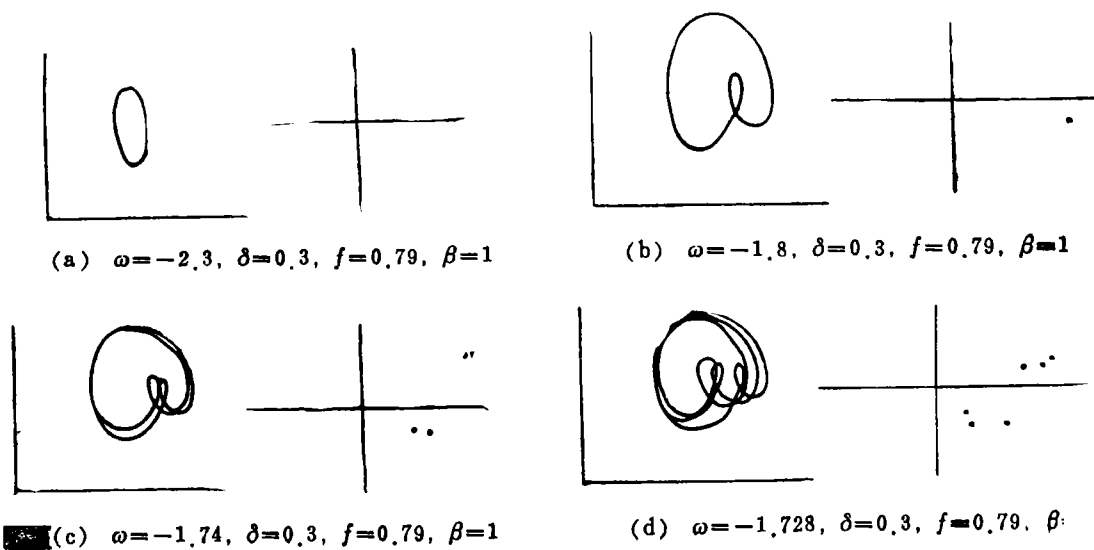 (a) ω=-2.3, δ=0.3, f=0.79, β=1
(b) ω=-1.8, δ=0.3, f=0.79, β=1
(c) ω=-1.74, δ=0.3, f=0.79, β=1
(d) ω=-1.728, δ=0.3, f=0.79, β